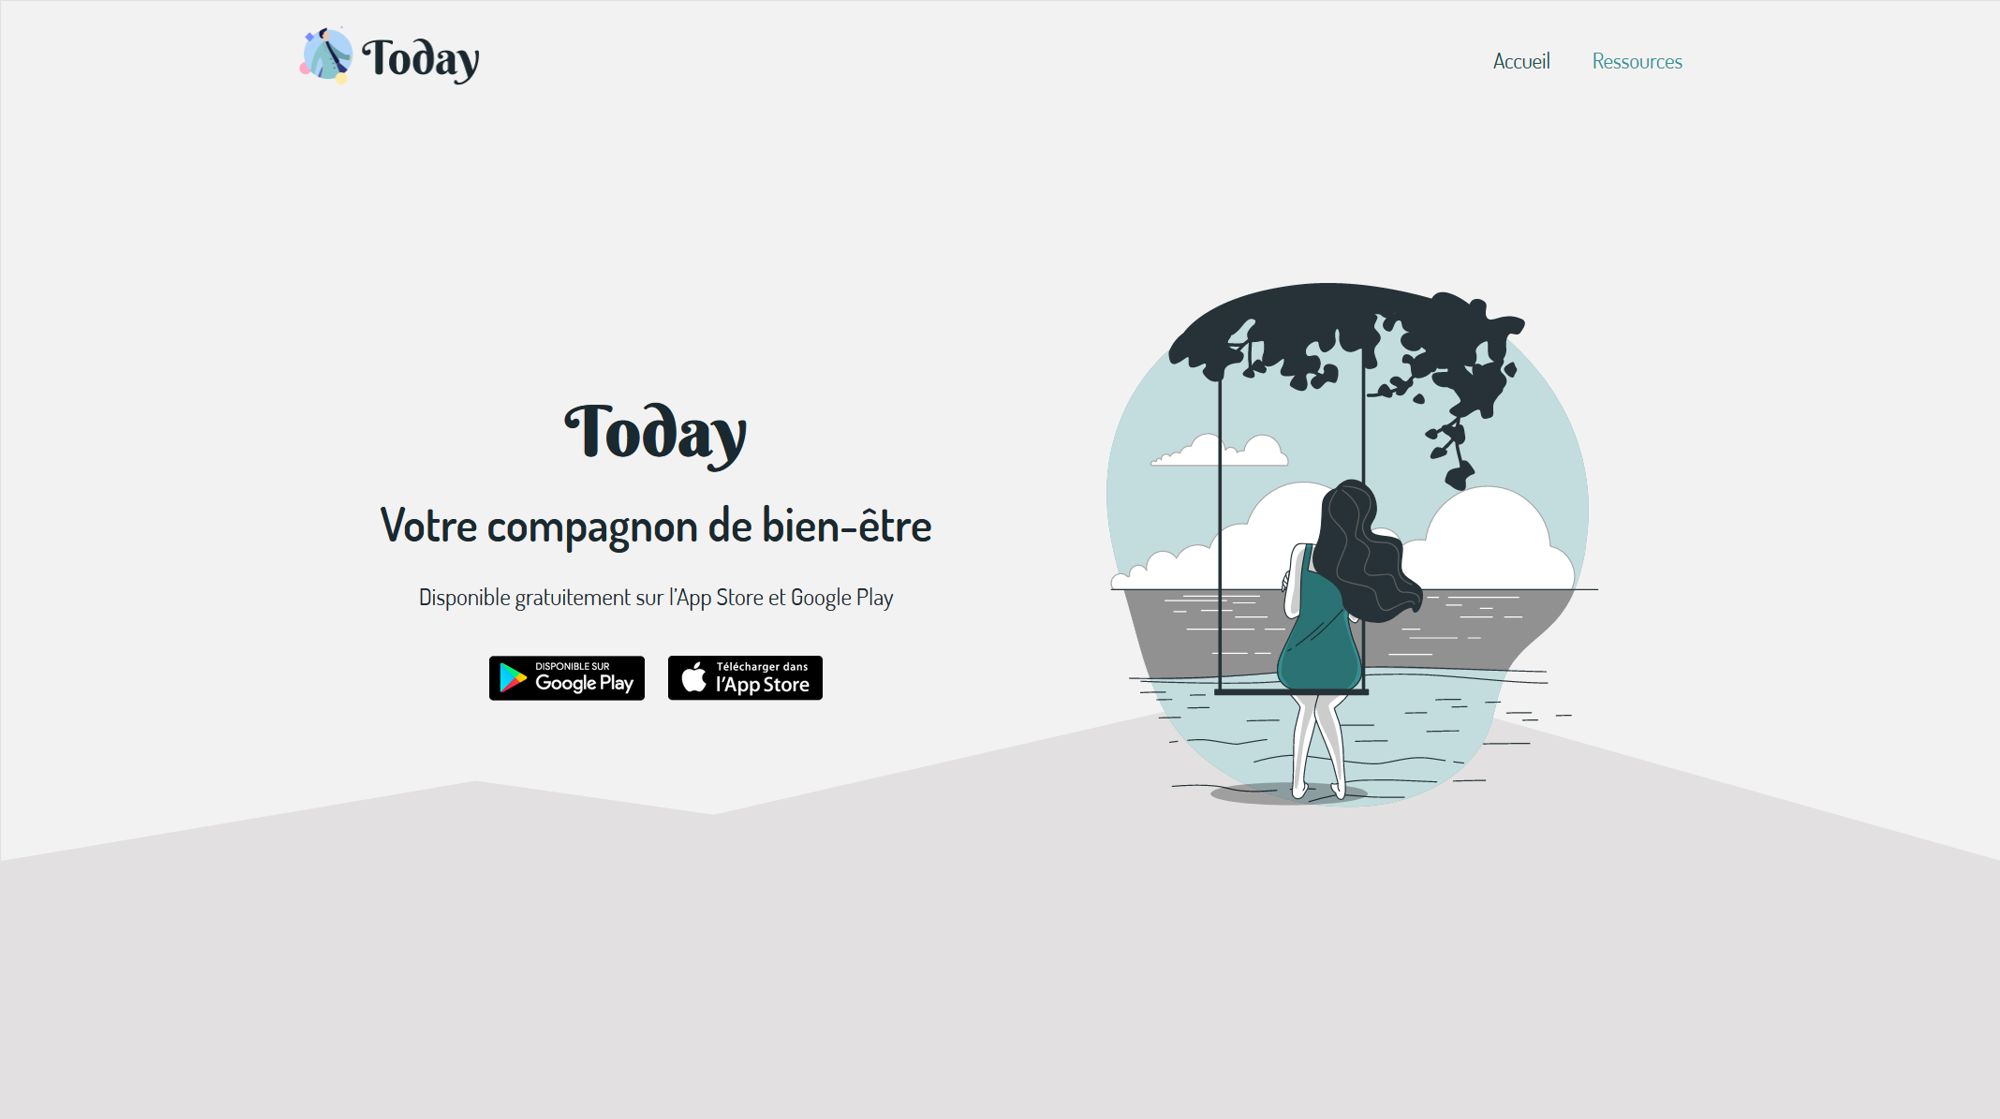 Today
Accueil
Ressources
Today
Votre compagnon de bien-être
Disponible gratuitement sur l'App Store et Google Play
DISPONIBLE SUR
Google Play
Télécharger dans
l'App Store